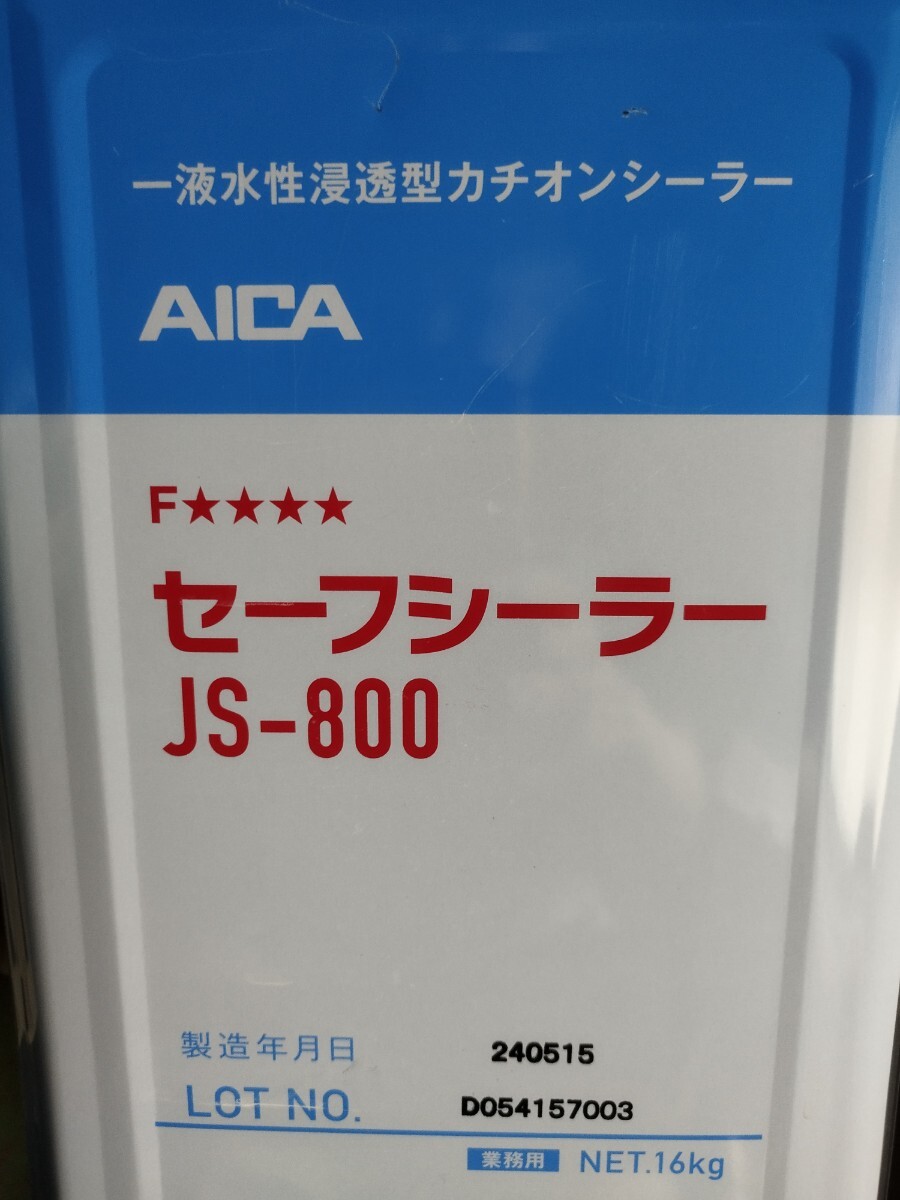 一液水性浸透型カチオンシーラー
AICA
F★★★★
セーフシーラー
JS-800
製造年月日 240515
LOT NO. D054157003
業務用 NET.16kg